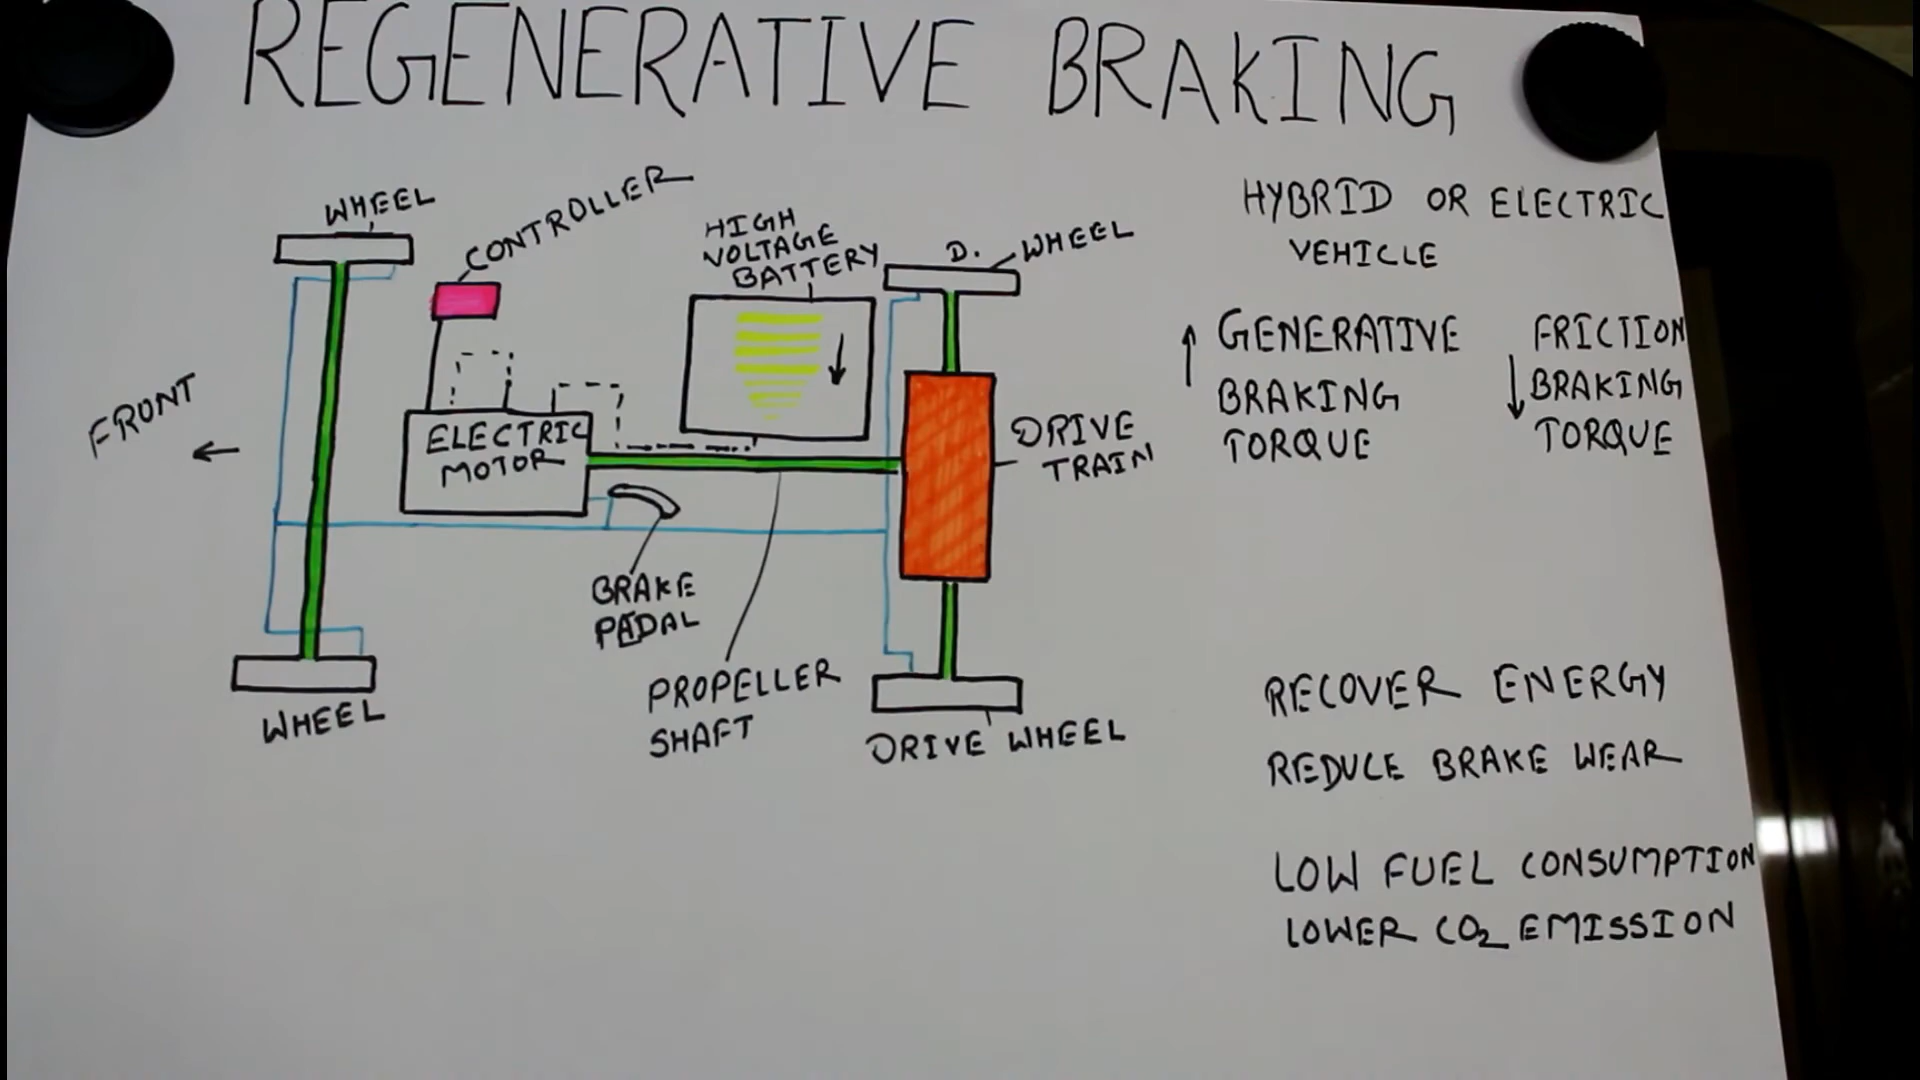 REGENERATIVE BRAKING
WHEEL
CONTROLLER
HIGH
VOLTAGE
BATTERY
D. WHEEL
FRONT
ELECTRIC
MOTOR
DRIVE
TRAIN
BRAKE
PEDAL
PROPELLER
SHAFT
WHEEL
DRIVE WHEEL
HYBRID OR ELECTRIC
VEHICLE
GENERATIVE
BRAKING
TORQUE
FRICTION
BRAKING
TORQUE
RECOVER ENERGY
REDUCE BRAKE WEAR
LOW FUEL CONSUMPTION
LOWER CO2 EMISSION